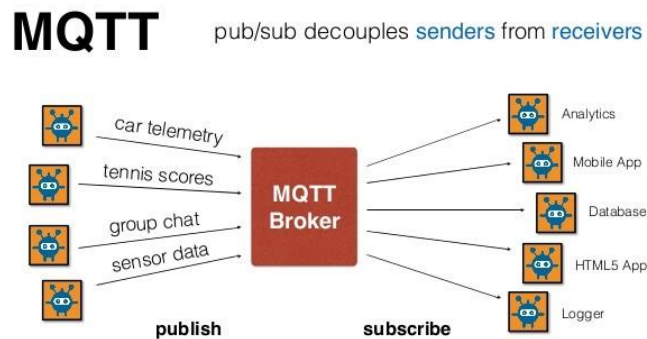 MQTT
pub/sub decouples senders from receivers
car telemetry
tennis scores
group chat
sensor data
MQTT
Broker
Analytics
Mobile App
Database
HTML5 App
Logger
publish
subscribe